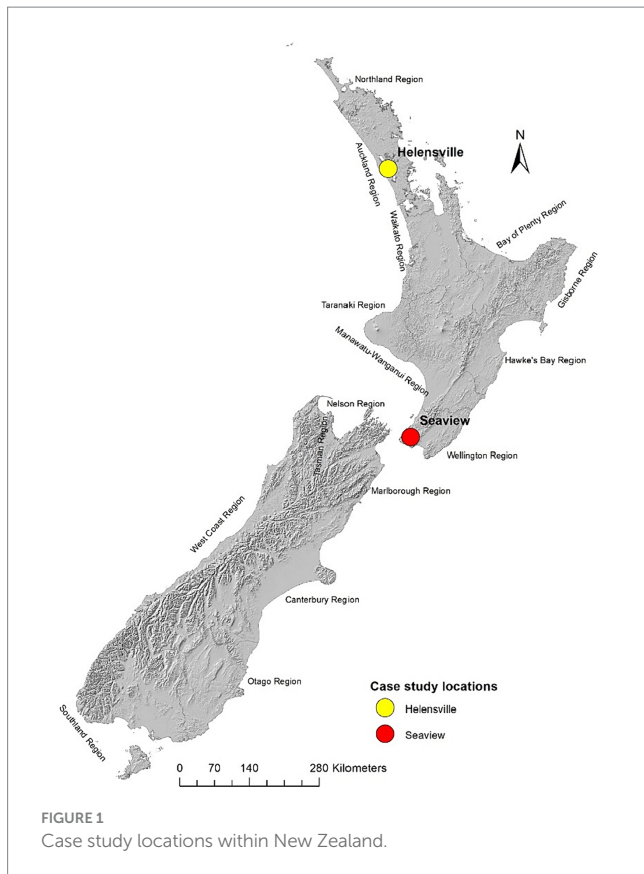 Northland Region
N
Helensville
Auckland Region
Waikato Region
Bay of Plenty Region
Gisborne Region
Taranaki Region
Manawatu-Wanganui Region
Hawke's Bay Region
Nelson Region
Seaview
Tasman Region
Wellington Region
Marlborough Region
West Coast Region
Canterbury Region
Otago Region
Southland Region
Case study locations
Helensville
Seaview
0 70 140 280 Kilometers
FIGURE 1
Case study locations within New Zealand.